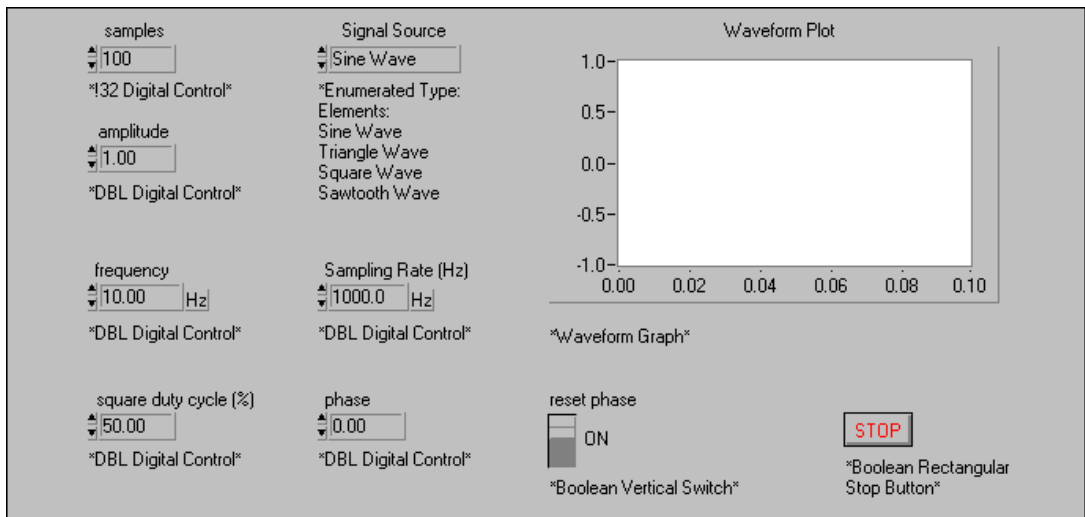 samples
100
*!32 Digital Control*
amplitude
1.00
*DBL Digital Control*
Signal Source
Sine Wave
*Enumerated Type:
Elements:
Sine Wave
Triangle Wave
Square Wave
Sawtooth Wave
Waveform Plot
1.0
0.5
0.0
-0.5
-1.0
0.00 0.02 0.04 0.06 0.08 0.10
*Waveform Graph*
frequency
10.00 Hz
*DBL Digital Control*
Sampling Rate (Hz)
1000.0 Hz
*DBL Digital Control*
square duty cycle (%)
50.00
*DBL Digital Control*
phase
0.00
*DBL Digital Control*
reset phase
ON
*Boolean Vertical Switch*
STOP
*Boolean Rectangular
Stop Button*